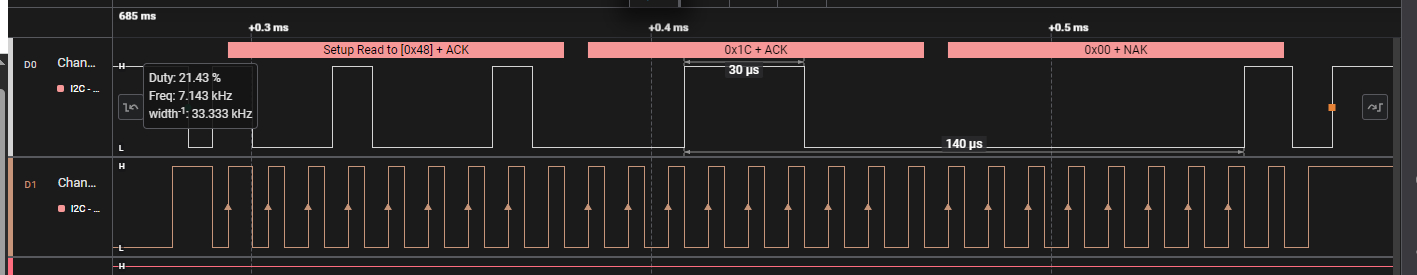 685 ms
+0.3 ms +0.4 ms +0.5 ms
Setup Read to [0x48] + ACK 0x1C + ACK 0x00 + NAK
D0 Chan... H
I2C - ...
30 µs
Duty: 21.43 %
Freq: 7.143 kHz
width-1: 33.333 kHz
140 µs
L
D1 Chan... H
I2C - ...
L
H